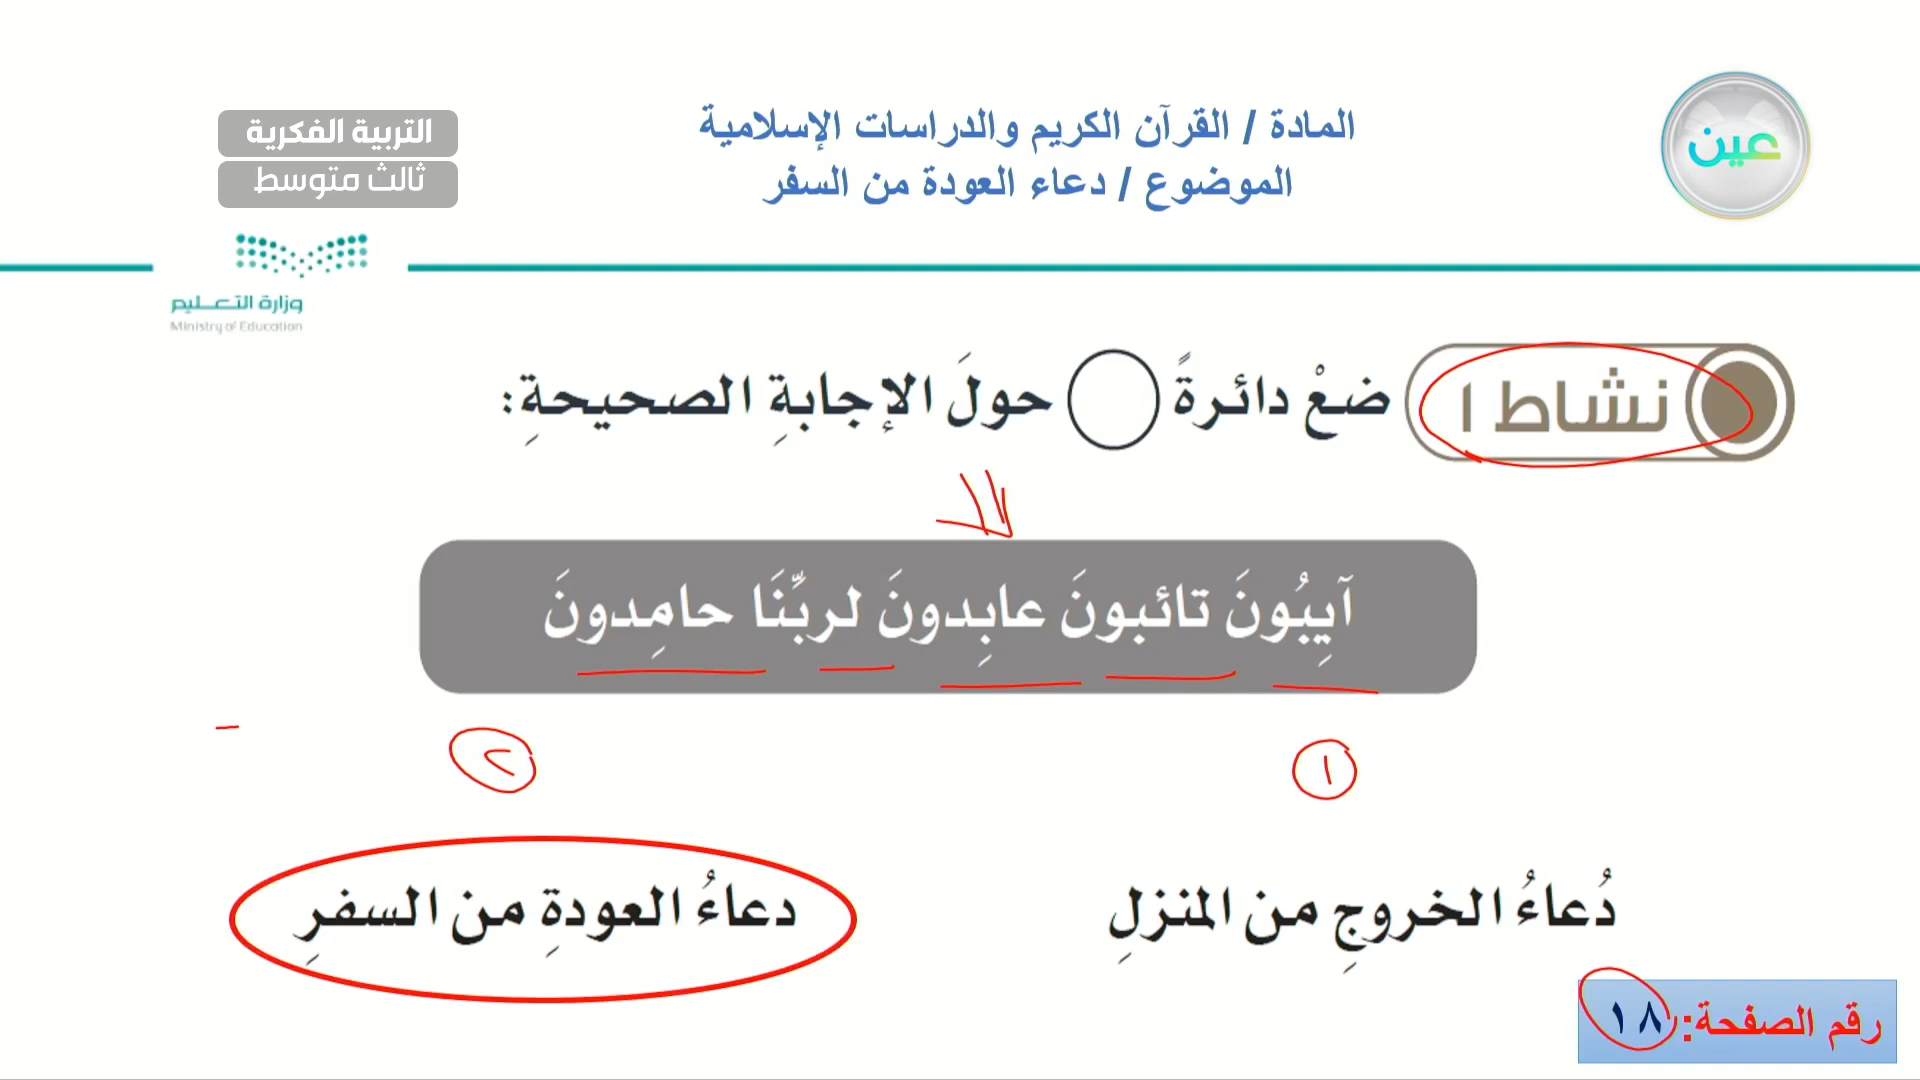 المادة / القرآن الكريم والدراسات الإسلامية
الموضوع / دعاء العودة من السفر
عين
التربية الفكرية
ثالث متوسط
وزارة التعـــليم
Ministry of Education
نشاط ١
ضعْ دائرةً حولَ الإجابةِ الصحيحةِ:
آيِبُونَ تائبونَ عابِدونَ لربِّنَا حامِدونَ
١
٢
دُعاءُ الخروجِ من المنزلِ
دعاءُ العودةِ من السفرِ
رقم الصفحة: ١٨